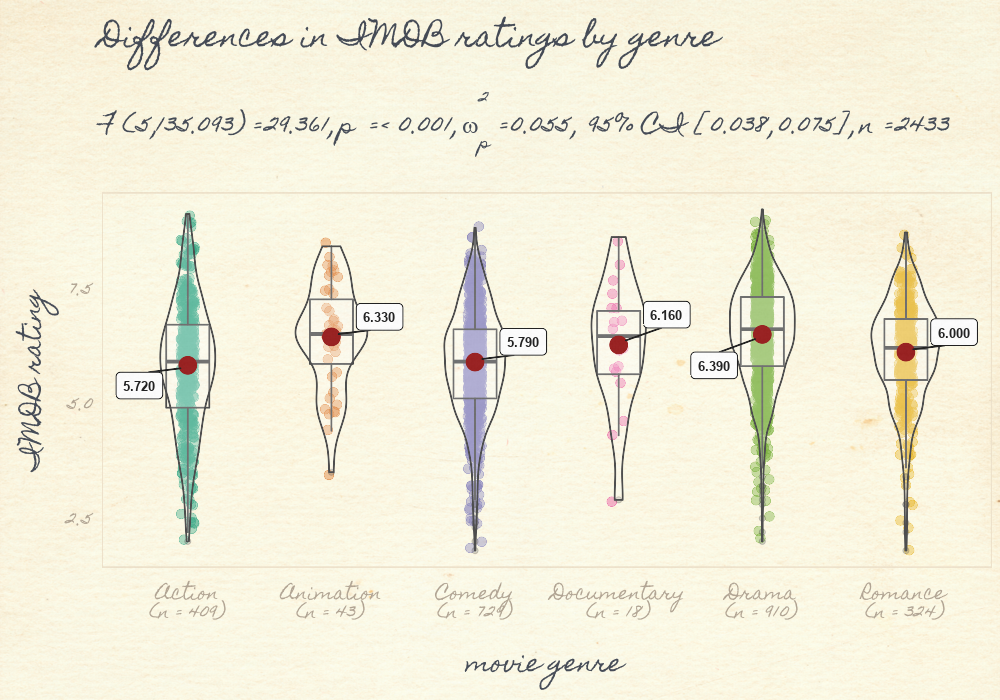 Differences in IMDB ratings by genre
F (5,135.093) =29.361, p =< 0.001, ω²ₚ =0.055, 95% CI [0.038,0.075], n =2433
IMDB rating
7.5
5.0
2.5
5.720
6.330
5.790
6.160
6.390
6.000
Action
(n = 409)
Animation
(n = 43)
Comedy
(n = 729)
Documentary
(n = 18)
Drama
(n = 910)
Romance
(n = 324)
movie genre